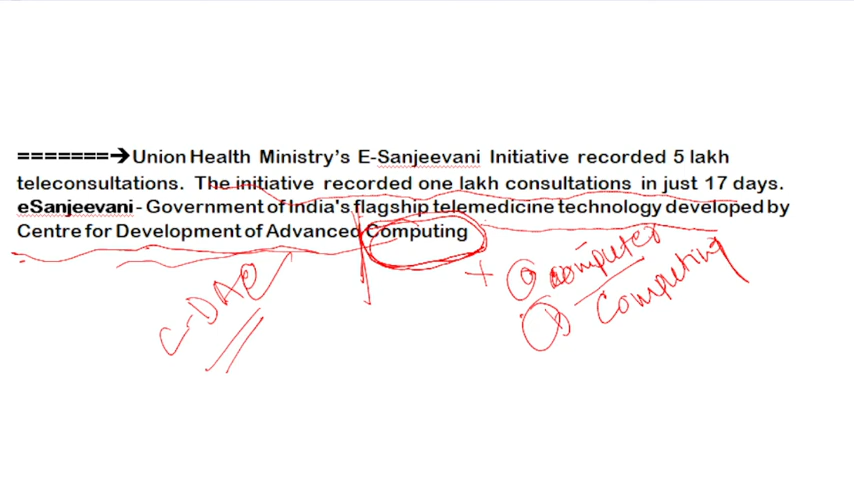 =======➔ Union Health Ministry’s E-Sanjeevani Initiative recorded 5 lakh
teleconsultations. The initiative recorded one lakh consultations in just 17 days.
eSanjeevani- Government of India’s flagship telemedicine technology developed by
Centre for Development of Advanced Computing
C-DAC
+ a computer
b Computing